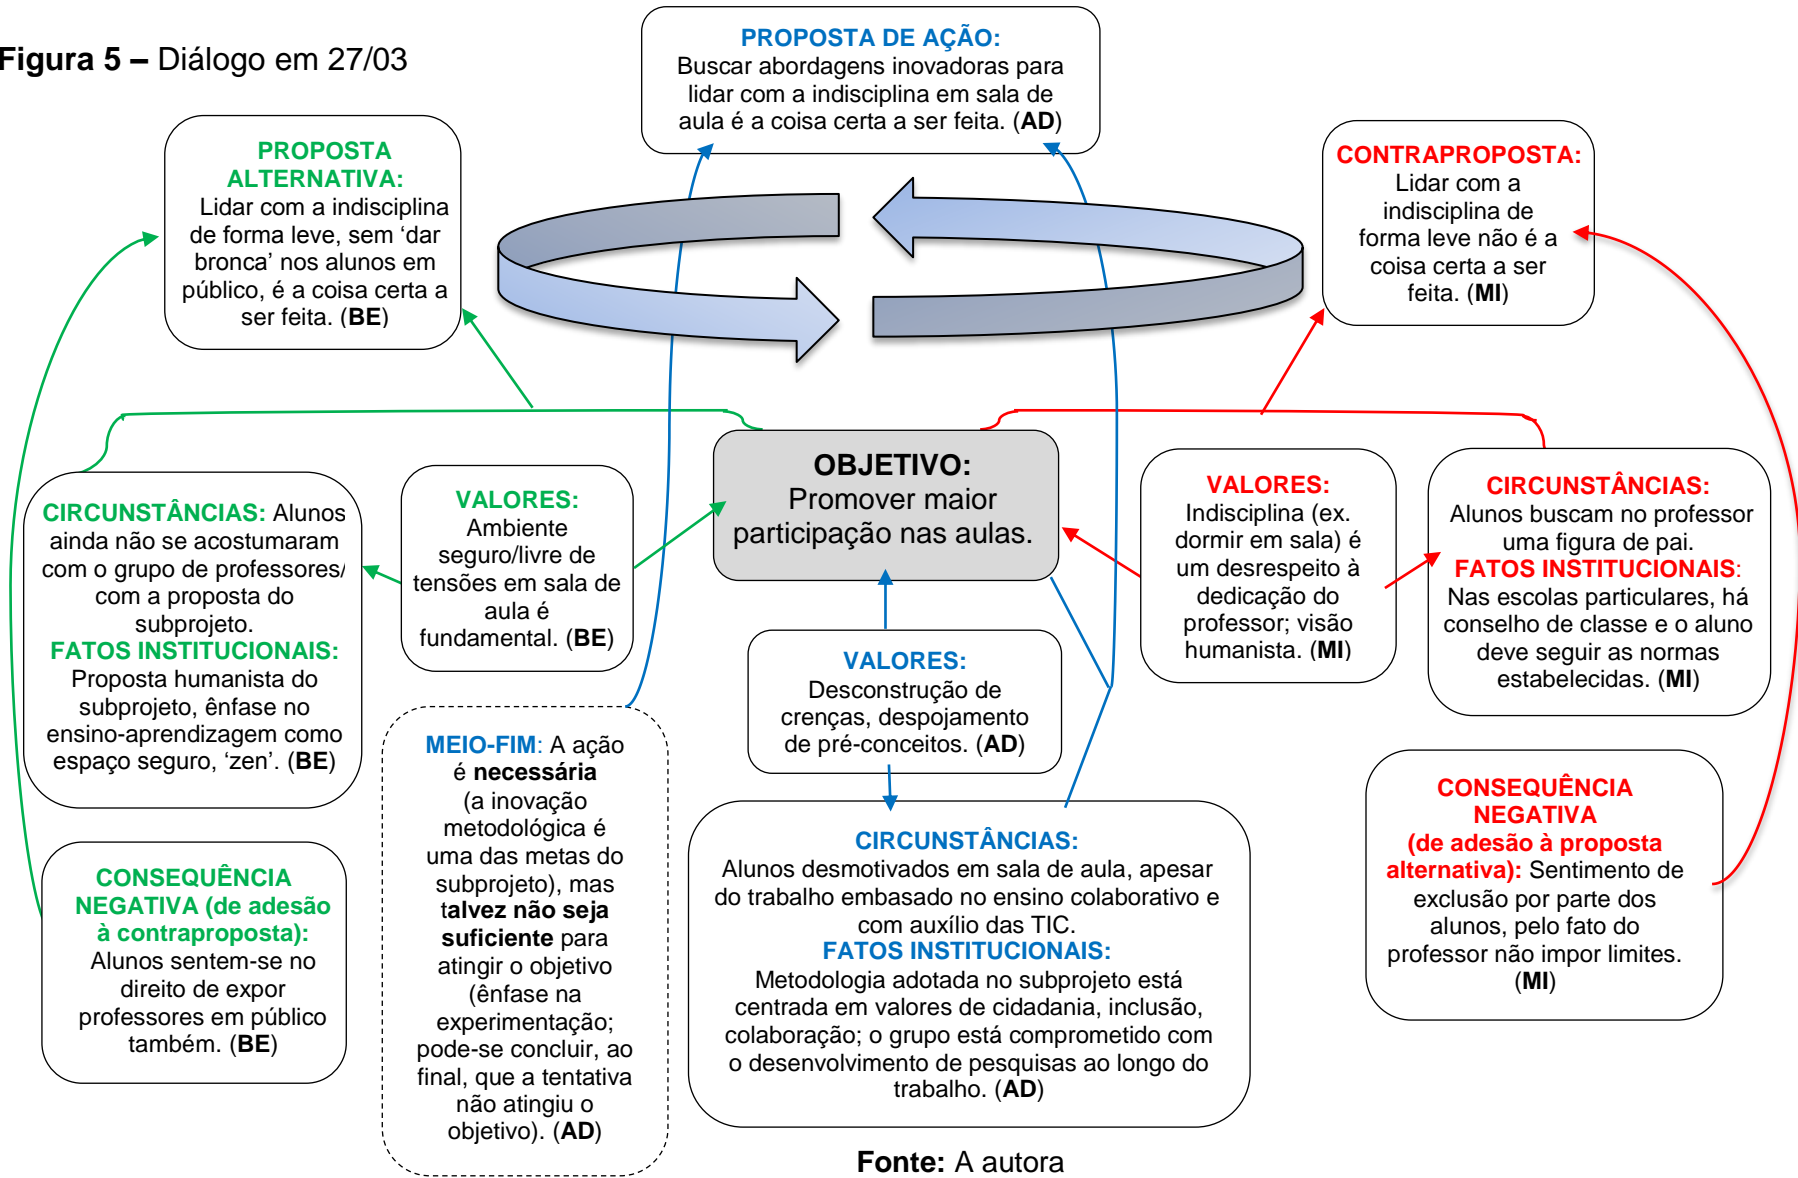 Figura 5 – Diálogo em 27/03
PROPOSTA DE AÇÃO:
Buscar abordagens inovadoras para
lidar com a indisciplina em sala de
aula é a coisa certa a ser feita. (AD)
PROPOSTA
ALTERNATIVA:
Lidar com a indisciplina
de forma leve, sem ‘dar
bronca’ nos alunos em
público, é a coisa certa a
ser feita. (BE)
CONTRAPROPOSTA:
Lidar com a
indisciplina de
forma leve não é a
coisa certa a ser
feita. (MI)
CIRCUNSTÂNCIAS: Alunos
ainda não se acostumaram
com o grupo de professores/
com a proposta do
subprojeto.
FATOS INSTITUCIONAIS:
Proposta humanista do
subprojeto, ênfase no
ensino-aprendizagem como
espaço seguro, ‘zen’. (BE)
VALORES:
Ambiente
seguro/livre de
tensões em sala de
aula é
fundamental. (BE)
OBJETIVO:
Promover maior
participação nas aulas.
VALORES:
Indisciplina (ex.
dormir em sala) é
um desrespeito à
dedicação do
professor; visão
humanista. (MI)
CIRCUNSTÂNCIAS:
Alunos buscam no professor
uma figura de pai.
FATOS INSTITUCIONAIS:
Nas escolas particulares, há
conselho de classe e o aluno
deve seguir as normas
estabelecidas. (MI)
VALORES:
Desconstrução de
crenças, despojamento
de pré-conceitos. (AD)
MEIO-FIM: A ação
é necessária
(a inovação
metodológica é
uma das metas do
subprojeto), mas
talvez não seja
suficiente para
atingir o objetivo
(ênfase na
experimentação;
pode-se concluir, ao
final, que a tentativa
não atingiu o
objetivo). (AD)
CIRCUNSTÂNCIAS:
Alunos desmotivados em sala de aula, apesar
do trabalho embasado no ensino colaborativo e
com auxílio das TIC.
FATOS INSTITUCIONAIS:
Metodologia adotada no subprojeto está
centrada em valores de cidadania, inclusão,
colaboração; o grupo está comprometido com
o desenvolvimento de pesquisas ao longo do
trabalho. (AD)
CONSEQUÊNCIA
NEGATIVA (de adesão
à contraproposta):
Alunos sentem-se no
direito de expor
professores em público
também. (BE)
CONSEQUÊNCIA
NEGATIVA
(de adesão à proposta
alternativa): Sentimento de
exclusão por parte dos
alunos, pelo fato do
professor não impor limites.
(MI)
Fonte: A autora